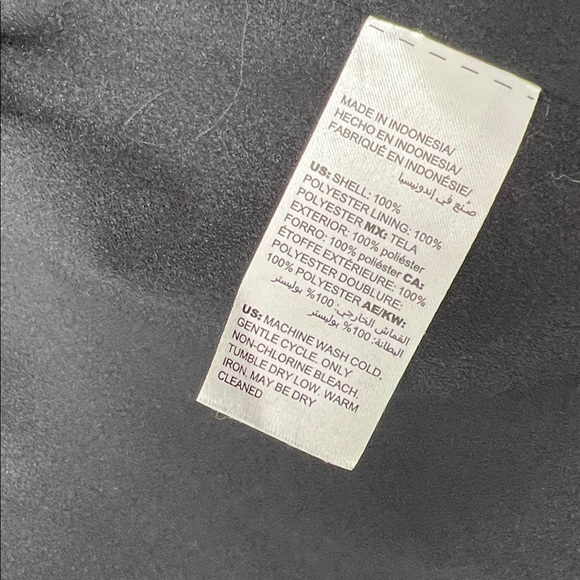 MADE IN INDONESIA/
HECHO EN INDONESIA/
FABRIQUÉ EN INDONÉSIE/
صُنع في إندونيسيا
US: SHELL: 100%
POLYESTER LINING: 100%
POLYESTER MX: TELA
EXTERIOR: 100% poliéster
FORRO: 100% poliéster CA:
ÉTOFFE EXTÉRIEURE: 100%
POLYESTER DOUBLURE:
100% POLYESTER AE/KW:
القماش الخارجي: 100% بوليستر
البطانة: 100% بوليستر
US: MACHINE WASH COLD,
GENTLE CYCLE. ONLY
NON-CHLORINE BLEACH.
TUMBLE DRY LOW. WARM
IRON. MAY BE DRY
CLEANED